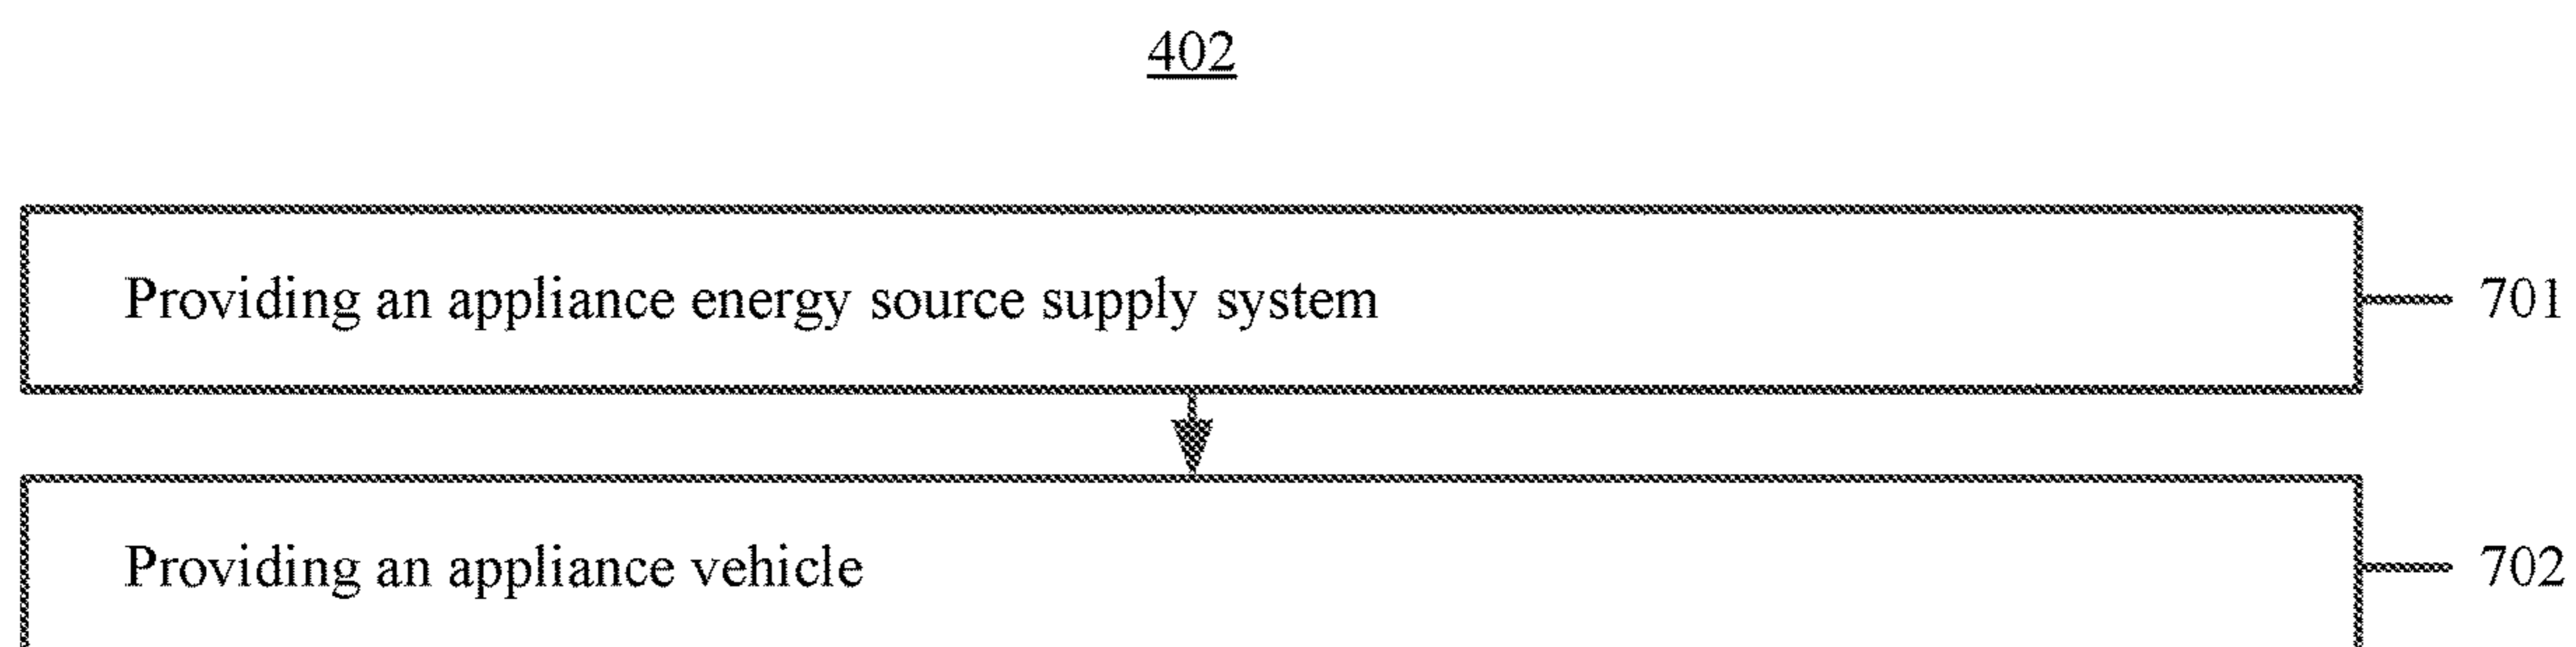 402
Providing an appliance energy source supply system
701
Providing an appliance vehicle
702